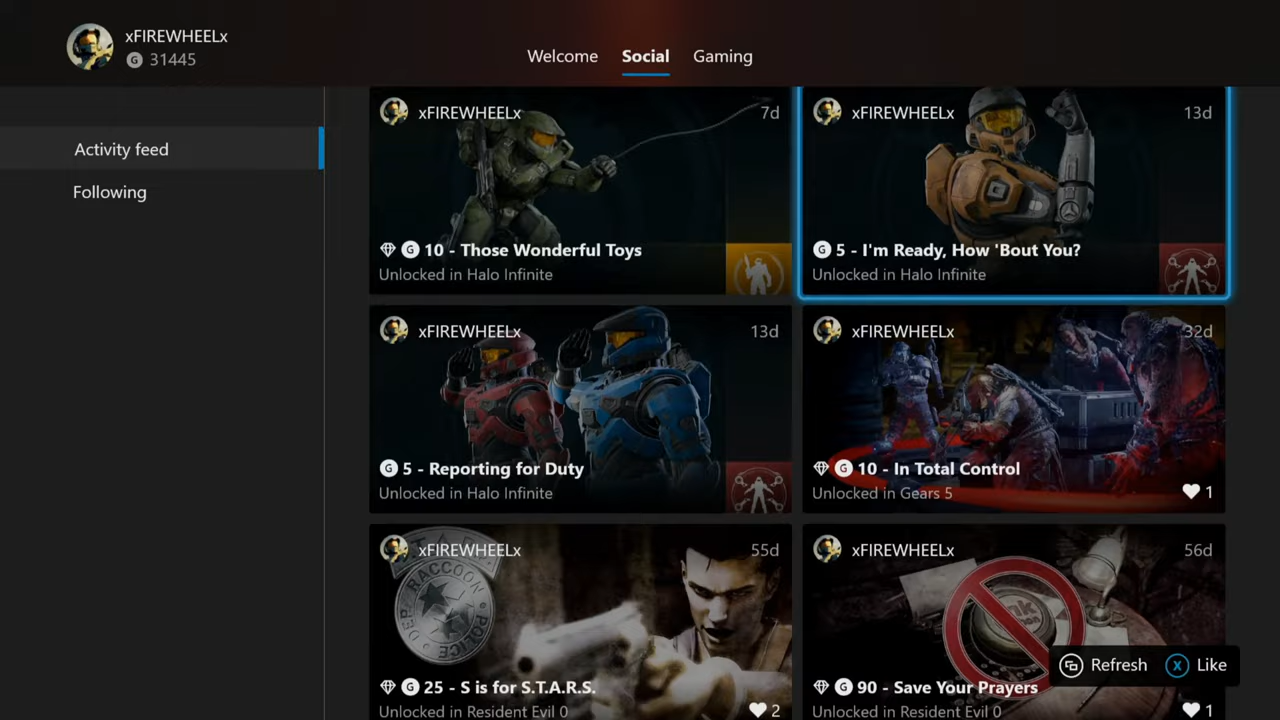 xFIREWHEELx
G 31445
Welcome Social Gaming
Activity feed
Following
xFIREWHEELx 7d
G 10 - Those Wonderful Toys
Unlocked in Halo Infinite
xFIREWHEELx 13d
G 5 - I'm Ready, How 'Bout You?
Unlocked in Halo Infinite
xFIREWHEELx 13d
G 5 - Reporting for Duty
Unlocked in Halo Infinite
xFIREWHEELx 32d
G 10 - In Total Control
Unlocked in Gears 5 1
xFIREWHEELx 55d
RACCOON
POLICE
G 25 - S is for S.T.A.R.S.
Unlocked in Resident Evil 0 2
xFIREWHEELx 56d
G 90 - Save Your Prayers
Unlocked in Resident Evil 0 1
Refresh X Like